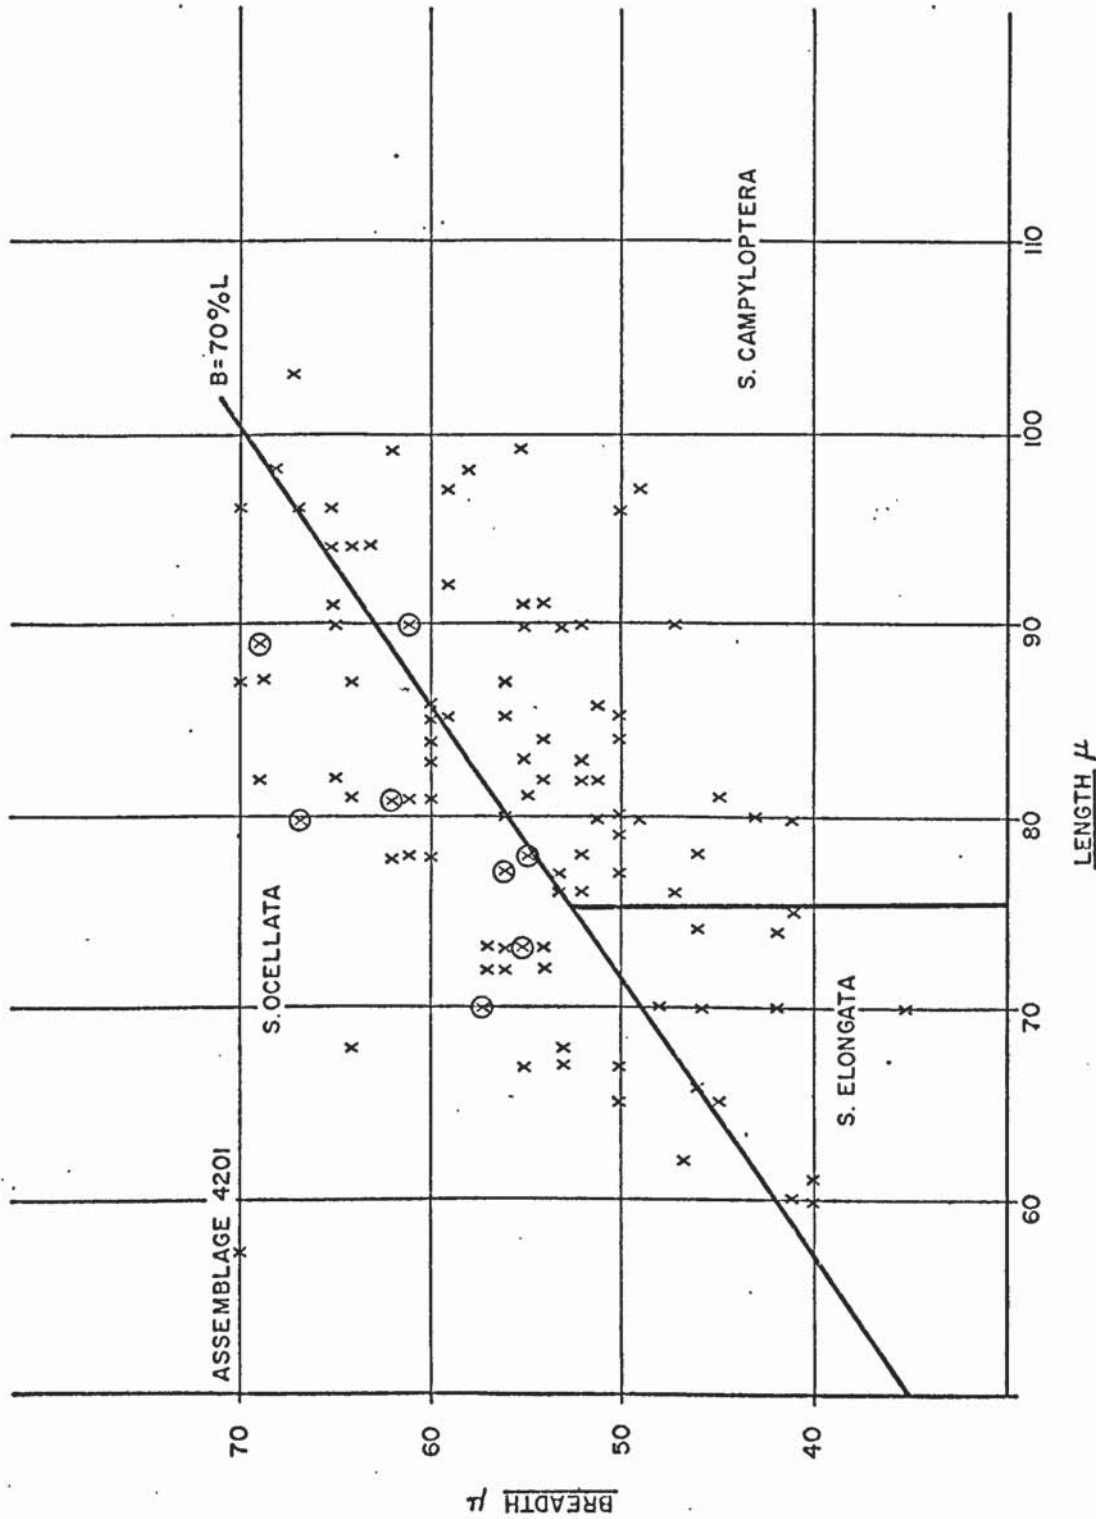 ASSEMBLAGE 4201
S. OCELLATA
B=70%L
S. ELONGATA
S. CAMPYLOPTERA
BREADTH μ
70
60
50
40
60
70
80
90
100
110
LENGTH μ